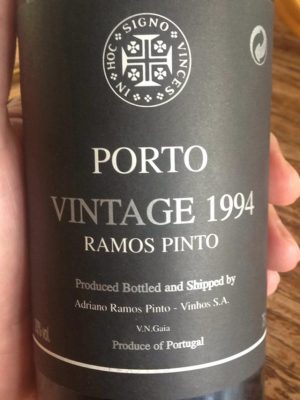 IN HOC SIGNO VINCES
PORTO
VINTAGE 1994
RAMOS PINTO
Produced Bottled and Shipped by
Adriano Ramos Pinto - Vinhos S.A.
V.N.Gaia
Produce of Portugal